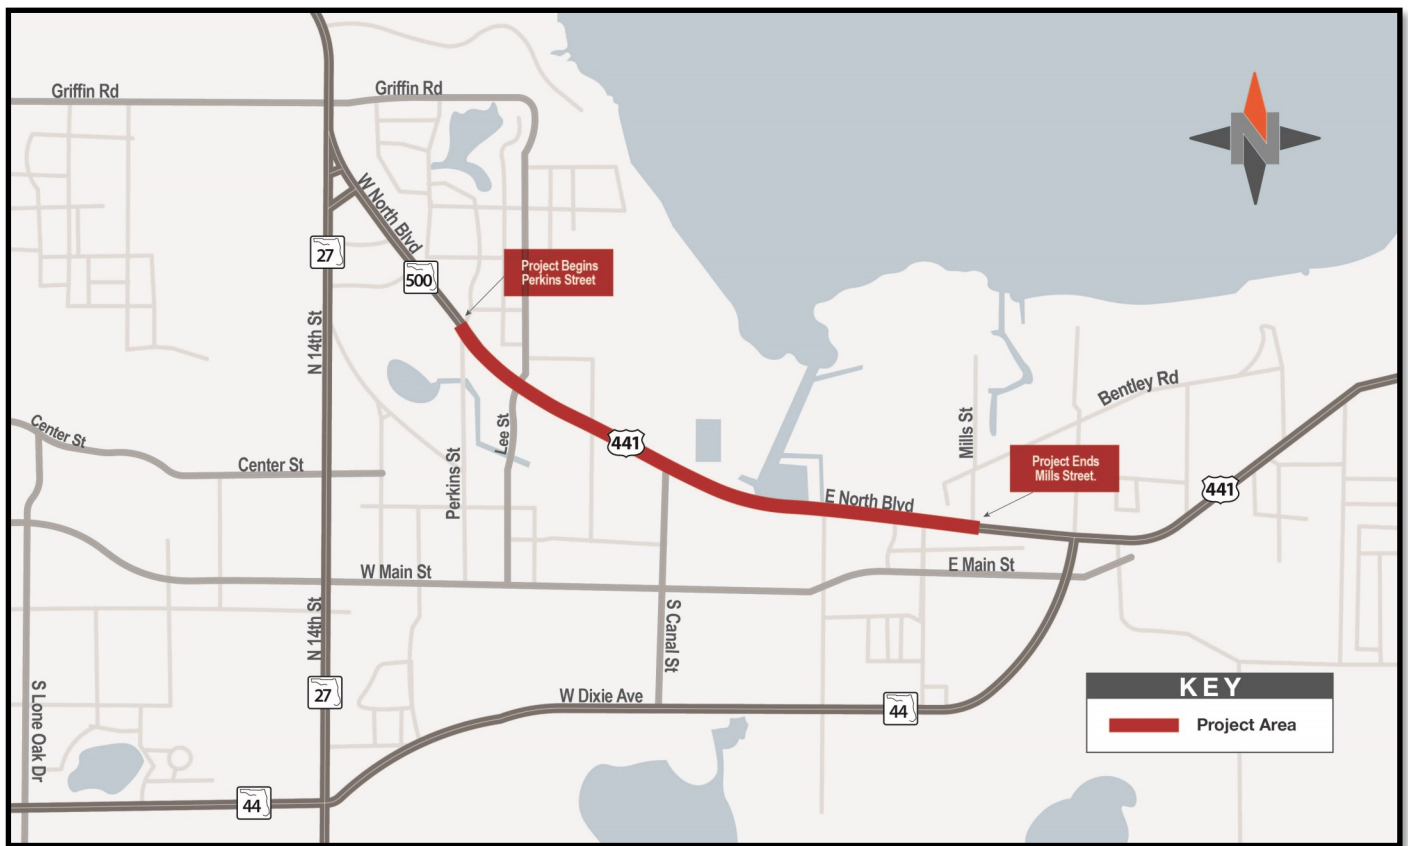 Griffin Rd
Griffin Rd
N
W North Blvd
27
500
Project Begins
Perkins Street
N 14th St
Bentley Rd
Center St
Center St
Lee St
Mills St
441
Perkins St
Project Ends
Mills Street.
441
E North Blvd
W Main St
E Main St
N 14th St
S Canal St
27
W Dixie Ave
44
S Lone Oak Dr
KEY
Project Area
44